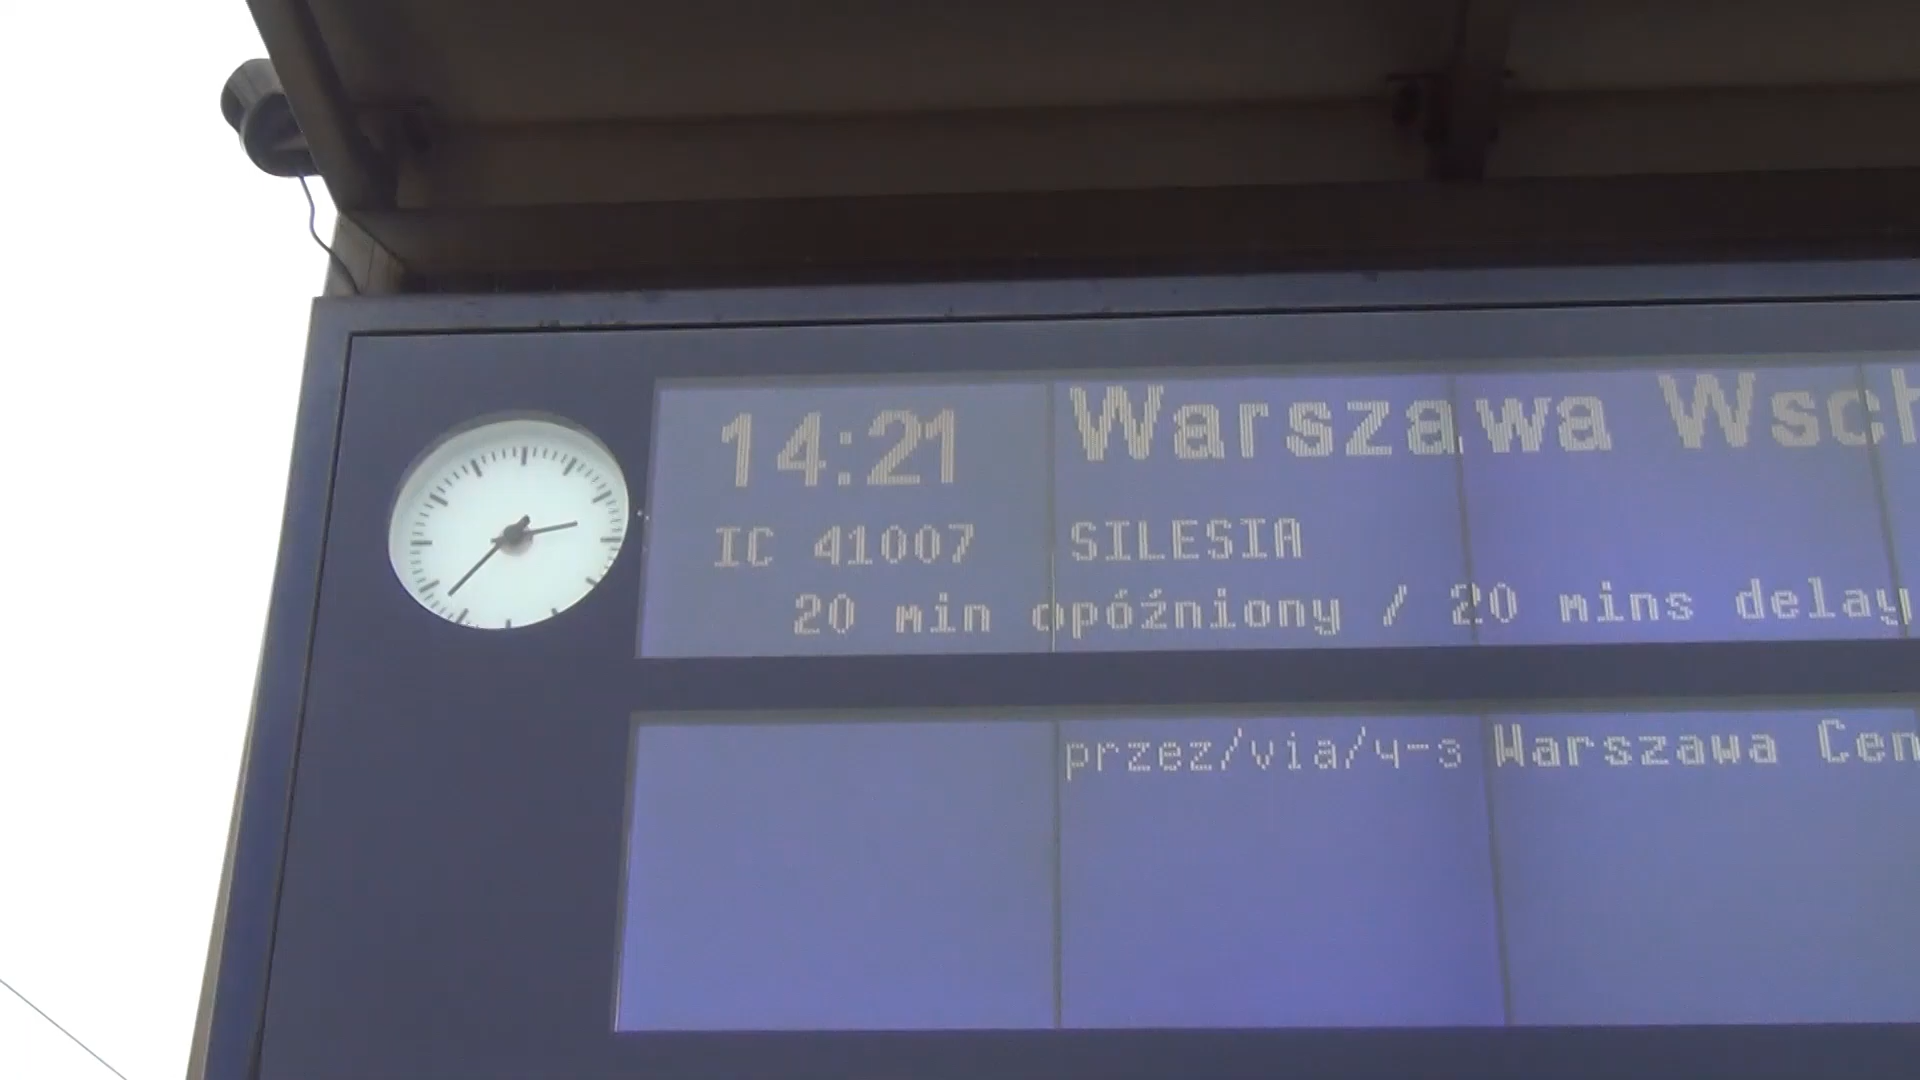 14:21 Warszawa Wsch
IC 41007 SILESIA
20 min opóźniony / 20 mins delay
przez/via/ч-з Warszawa Cen